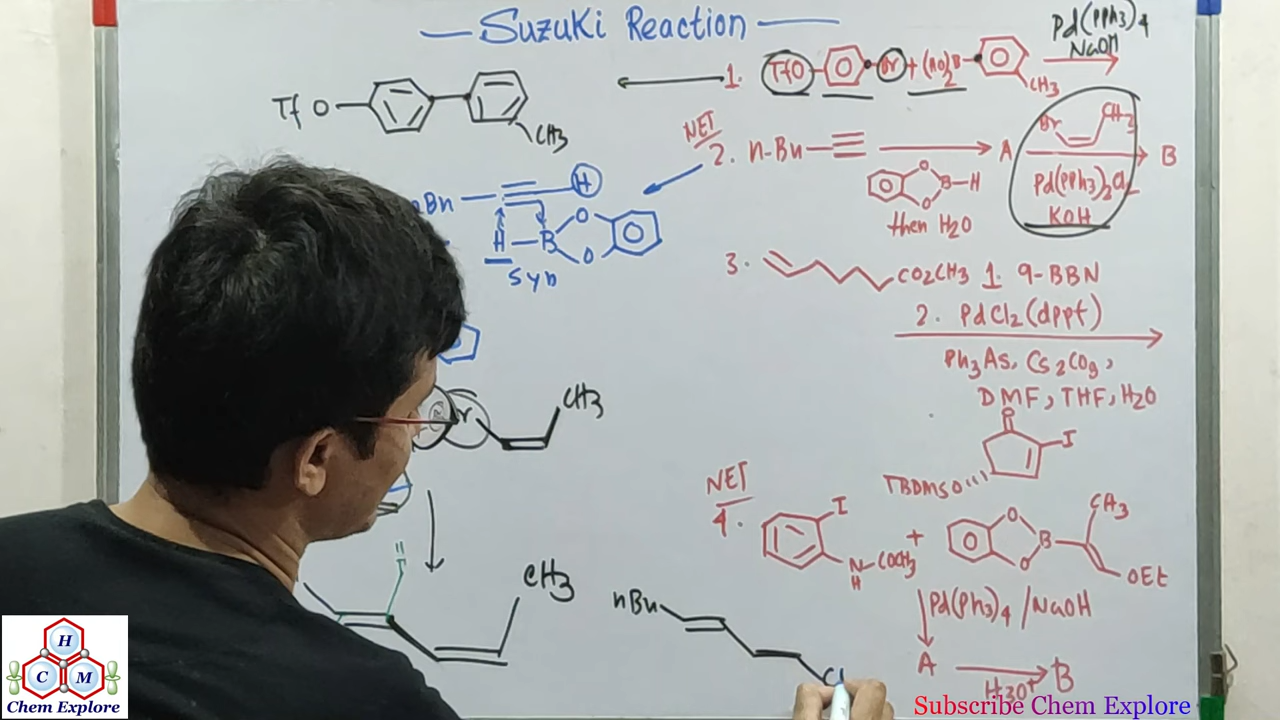 Suzuki Reaction
1. TfO Br + (HO)2B CH3
Pd(PPh3)4
NaOH
Tf O CH3
NET
2. n-Bu A B
B-H
then H2O
Br CH3
Pd(PPh3)2Cl2
KOH
nBu H
H B O O
Syn
3. CO2CH3 1. 9-BBN
2. PdCl2(dppf)
Ph3As, Cs2CO3,
DMF, THF, H2O
O I
TBDMSO
CH3
CH3
nBu
NET
4. I
N COCH3
H
+
O B O CH3
OEt
Pd(Ph3)4 / NaOH
A B
H3O+
H
C M
Chem Explore
Subscribe Chem Explore